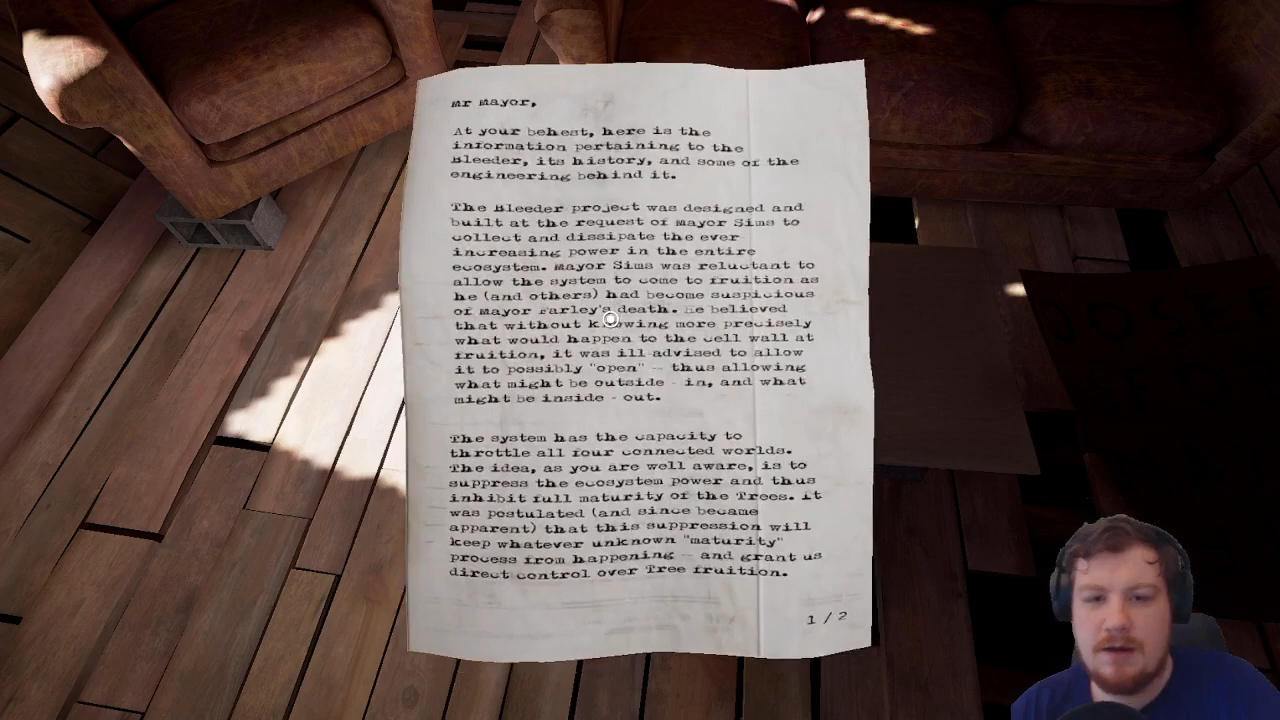 Mr Mayor,
At your behest, here is the
information pertaining to the
Bleeder, its history, and some of the
engineering behind it.
The Bleeder project was designed and
built at the request of Mayor Sims to
collect and dissipate the ever
increasing power in the entire
ecosystem. Mayor Sims was reluctant to
allow the system to come to fruition as
he (and others) had become suspicious
of Mayor Farley's death. He believed
that without knowing more precisely
what would happen to the cell wall at
fruition, it was ill-advised to allow
it to possibly "open" - thus allowing
what might be outside - in, and what
might be inside - out.
The system has the capacity to
throttle all four connected worlds.
The idea, as you are well aware, is to
suppress the ecosystem power and thus
inhibit full maturity of the Trees. It
was postulated (and since became
apparent) that this suppression will
keep whatever unknown "maturity"
process from happening - and grant us
direct control over Tree fruition.
1/2